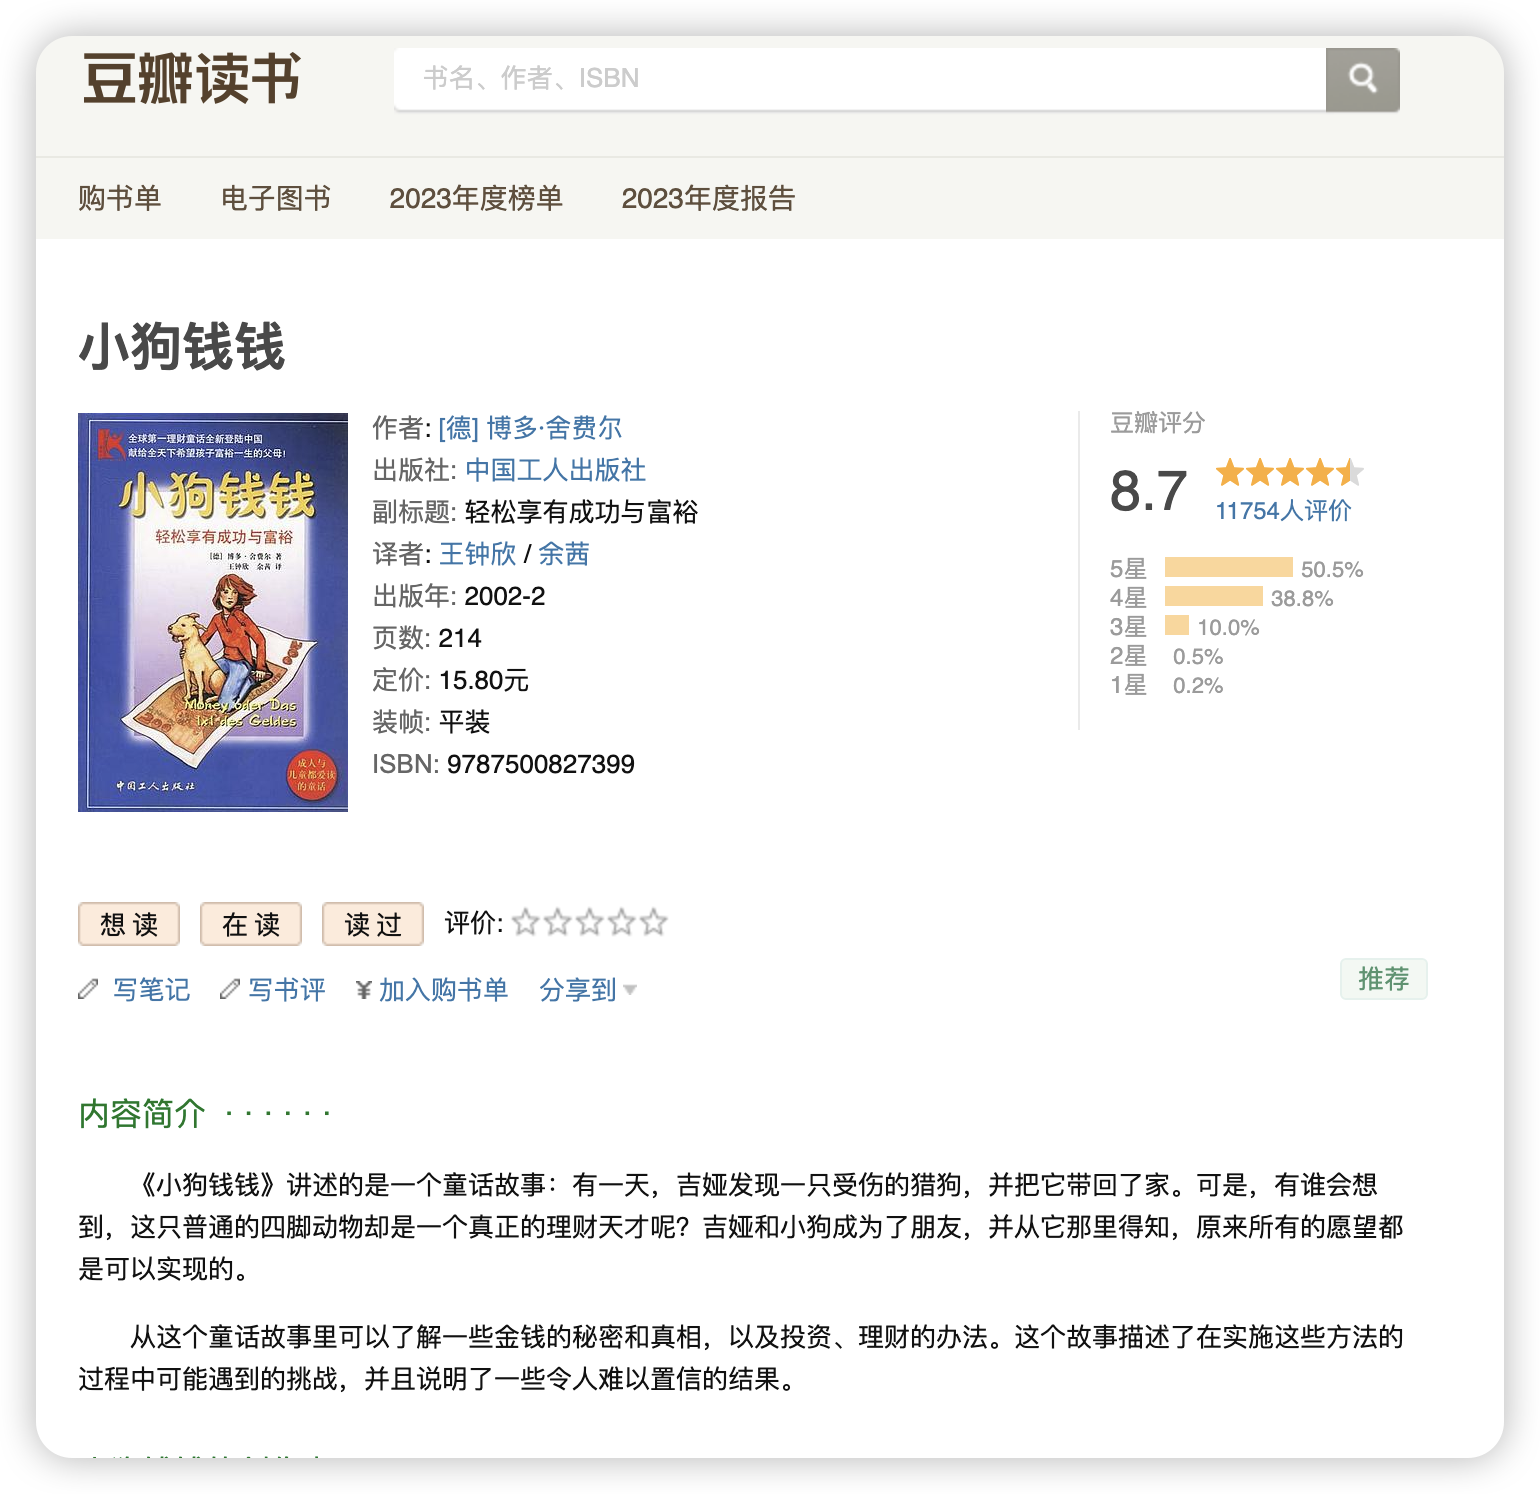 豆瓣读书
书名、作者、ISBN
购书单 电子图书 2023年度榜单 2023年度报告
小狗钱钱
全球第一理财童话全新登陆中国
献给全天下希望孩子富裕一生的父母!
小狗钱钱
轻松享有成功与富裕
[德] 博多·舍费尔 著
王钟欣 余茜 译
Money oder Das
1x1 des Geldes
成人与
儿童都爱读
的童话
中国工人出版社
作者: [德] 博多·舍费尔
出版社: 中国工人出版社
副标题: 轻松享有成功与富裕
译者: 王钟欣 / 余茜
出版年: 2002-2
页数: 214
定价: 15.80元
装帧: 平装
ISBN: 9787500827399
豆瓣评分
8.7
11754人评价
5星 50.5%
4星 38.8%
3星 10.0%
2星 0.5%
1星 0.2%
想读 在读 读过 评价:
写笔记 写书评 ¥加入购书单 分享到
推荐
内容简介 · · · · · ·
《小狗钱钱》讲述的是一个童话故事：有一天，吉娅发现一只受伤的猎狗，并把它带回了家。可是，有谁会想
到，这只普通的四脚动物却是一个真正的理财天才呢？吉娅和小狗成为了朋友，并从它那里得知，原来所有的愿望都
是可以实现的。
从这个童话故事里可以了解一些金钱的秘密和真相，以及投资、理财的办法。这个故事描述了在实施这些方法的
过程中可能遇到的挑战，并且说明了一些令人难以置信的结果。